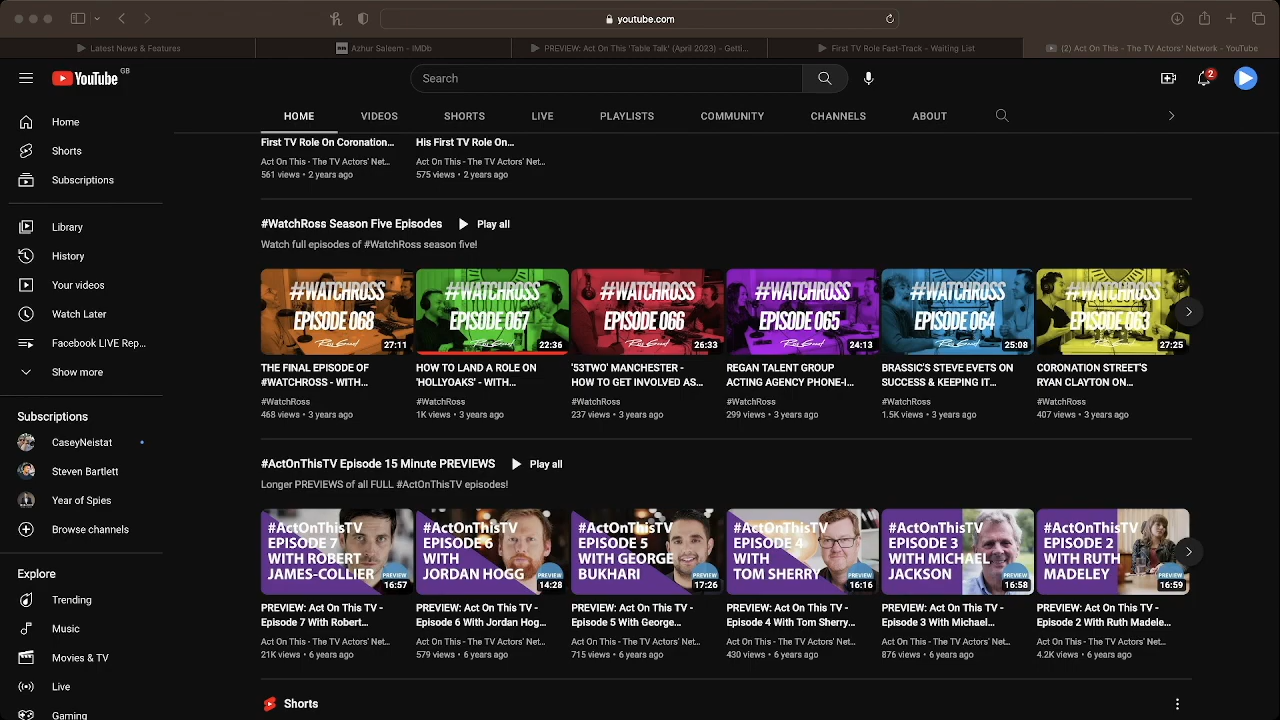 youtube.com
Latest News & Features
Azhur Saleem - IMDb
PREVIEW: Act On This 'Table Talk' (April 2023) - Getti...
First TV Role Fast-Track - Waiting List
(2) Act On This - The TV Actors' Network - YouTube
YouTube GB
Search
2
HOME VIDEOS SHORTS LIVE PLAYLISTS COMMUNITY CHANNELS ABOUT
Home
Shorts
Subscriptions
Library
History
Your videos
Watch Later
Facebook LIVE Rep...
Show more
Subscriptions
CaseyNeistat
Steven Bartlett
Year of Spies
Browse channels
Explore
Trending
Music
Movies & TV
Live
Gaming
First TV Role On Coronation...
Act On This - The TV Actors' Net...
561 views • 2 years ago
His First TV Role On...
Act On This - The TV Actors' Net...
575 views • 2 years ago
#WatchRoss Season Five Episodes
Play all
Watch full episodes of #WatchRoss season five!
#WATCHROSS
EPISODE 068
Ross Grant
27:11
THE FINAL EPISODE OF
#WATCHROSS - WITH...
#WatchRoss
468 views • 3 years ago
#WATCHROSS
EPISODE 067
Ross Grant
22:36
HOW TO LAND A ROLE ON
'HOLLYOAKS' - WITH...
#WatchRoss
1K views • 3 years ago
#WATCHROSS
EPISODE 066
Ross Grant
26:33
'53TWO' MANCHESTER -
HOW TO GET INVOLVED AS...
#WatchRoss
237 views • 3 years ago
#WATCHROSS
EPISODE 065
Ross Grant
24:13
REGAN TALENT GROUP
ACTING AGENCY PHONE-I...
#WatchRoss
299 views • 3 years ago
#WATCHROSS
EPISODE 064
Ross Grant
25:08
BRASSIC'S STEVE EVETS ON
SUCCESS & KEEPING IT...
#WatchRoss
1.5K views • 3 years ago
#WATCHROSS
EPISODE 063
Ross Grant
27:25
CORONATION STREET'S
RYAN CLAYTON ON...
#WatchRoss
407 views • 3 years ago
#ActOnThisTV Episode 15 Minute PREVIEWS
Play all
Longer PREVIEWS of all FULL #ActOnThisTV episodes!
#ActOnThisTV
EPISODE 7
WITH ROBERT
JAMES-COLLIER
PREVIEW
16:57
PREVIEW: Act On This TV -
Episode 7 With Robert...
Act On This - The TV Actors' Net...
21K views • 6 years ago
#ActOnThisTV
EPISODE 6
WITH
JORDAN HOGG
PREVIEW
14:28
PREVIEW: Act On This TV -
Episode 6 With Jordan Hog...
Act On This - The TV Actors' Net...
579 views • 6 years ago
#ActOnThisTV
EPISODE 5
WITH GEORGE
BUKHARI
PREVIEW
17:26
PREVIEW: Act On This TV -
Episode 5 With George...
Act On This - The TV Actors' Net...
715 views • 6 years ago
#ActOnThisTV
EPISODE 4
WITH
TOM SHERRY
PREVIEW
16:16
PREVIEW: Act On This TV -
Episode 4 With Tom Sherry...
Act On This - The TV Actors' Net...
430 views • 6 years ago
#ActOnThisTV
EPISODE 3
WITH MICHAEL
JACKSON
PREVIEW
16:58
PREVIEW: Act On This TV -
Episode 3 With Michael...
Act On This - The TV Actors' Net...
876 views • 6 years ago
#ActOnThisTV
EPISODE 2
WITH RUTH
MADELEY
PREVIEW
16:59
PREVIEW: Act On This TV -
Episode 2 With Ruth Madele...
Act On This - The TV Actors' Net...
4.2K views • 6 years ago
Shorts